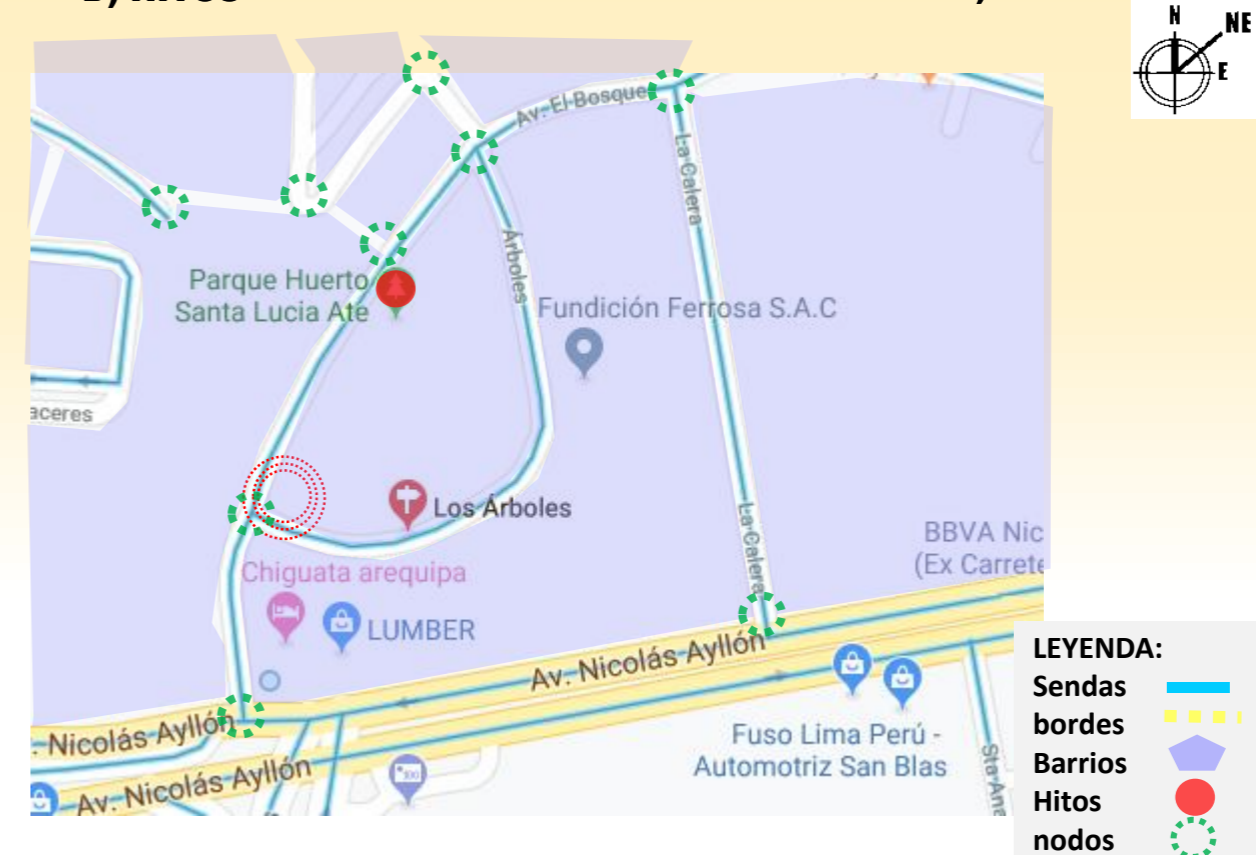 N
NE
E
Av. El Bosque
La Calera
Árboles
Parque Huerto
Santa Lucia Ate
Fundición Ferrosa S.A.C
aceres
Los Árboles
La Calera
BBVA Nic
(Ex Carrete
Chiguata arequipa
LUMBER
Av. Nicolás Ayllón
. Nicolás Ayllón
Av. Nicolás Ayllón
Fuso Lima Perú -
Automotriz San Blas
Sta Ana
LEYENDA:
Sendas
bordes
Barrios
Hitos
nodos